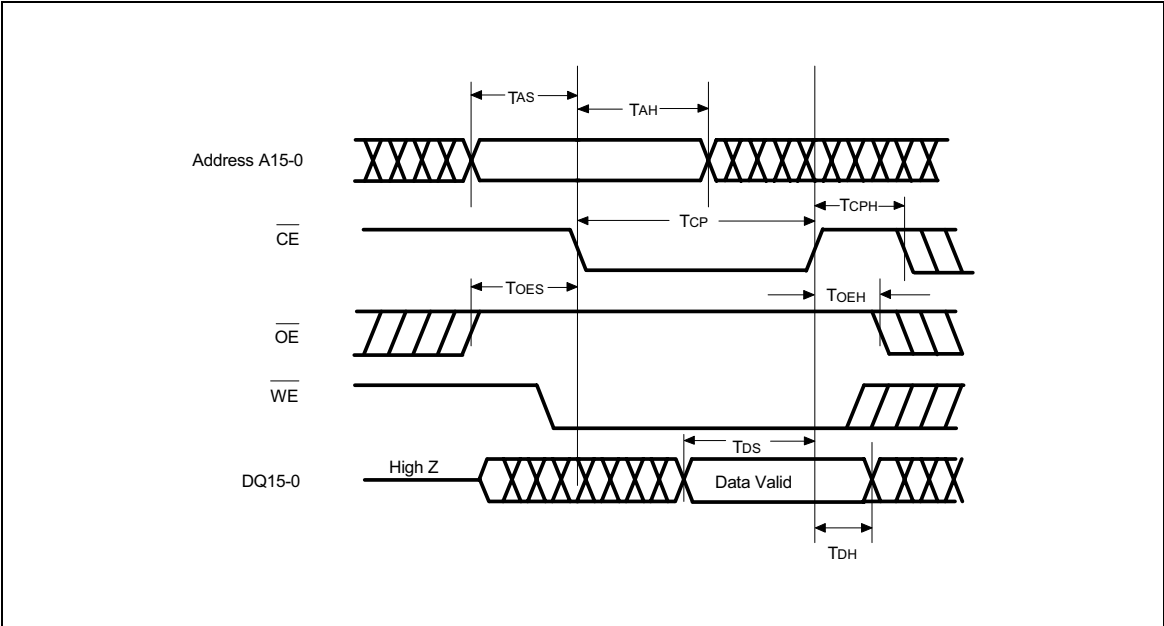 TAS
TAH
Address A15-0
TCPH
TCP
CE
TOES
TOEH
OE
WE
TDS
High Z
Data Valid
DQ15-0
TDH